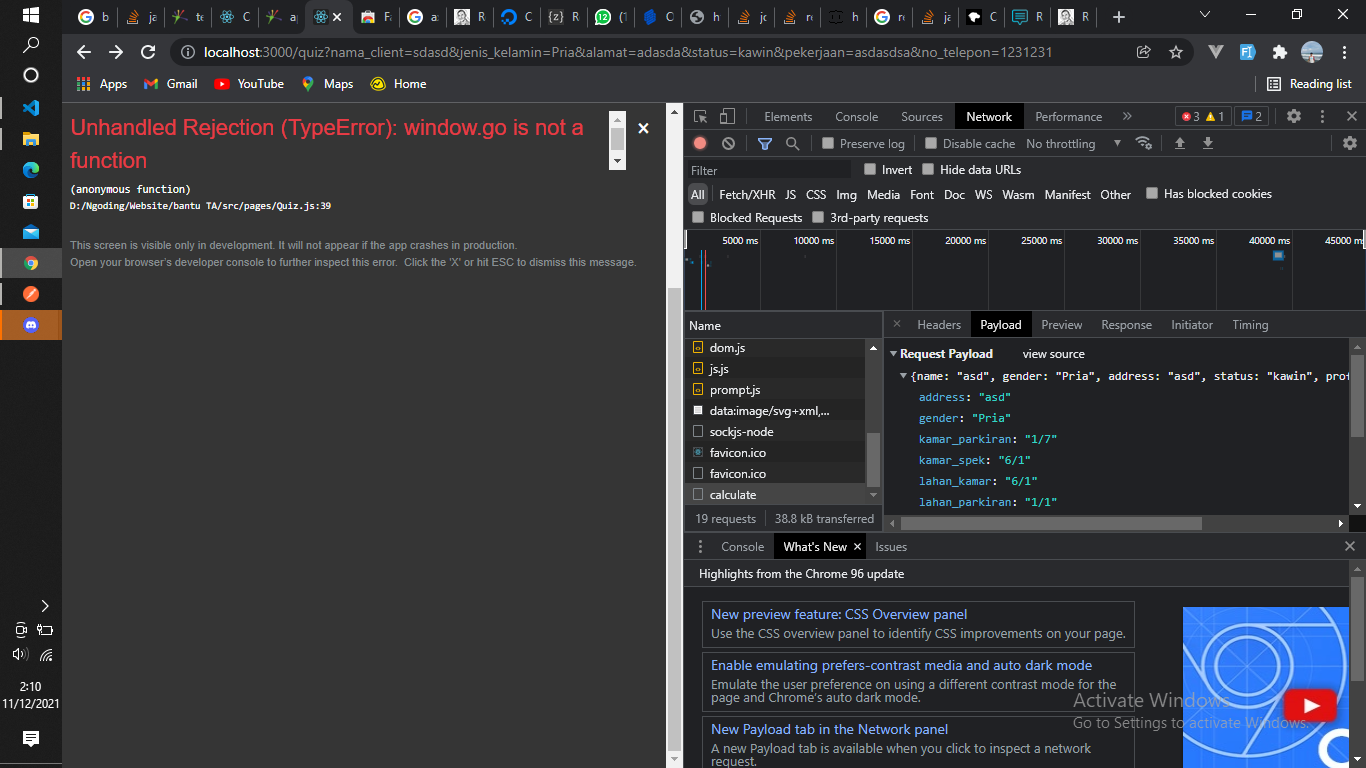 b
ja
te
C
a
F
a
R
C
R
(1
C
h
jc
re
h
re
ja
C
R
R
localhost:3000/quiz?nama_client=sdasd&jenis_kelamin=Pria&alamat=adasda&status=kawin&pekerjaan=asdasdsa&no_telepon=1231231
Apps
Gmail
YouTube
Maps
Home
Reading list
Unhandled Rejection (TypeError): window.go is not a
function
(anonymous function)
D:/Ngoding/Website/bantu TA/src/pages/Quiz.js:39
This screen is visible only in development. It will not appear if the app crashes in production.
Open your browser's developer console to further inspect this error. Click the 'X' or hit ESC to dismiss this message.
Elements
Console
Sources
Network
Performance
3
1
2
Preserve log
Disable cache
No throttling
Filter
Invert
Hide data URLs
All
Fetch/XHR
JS
CSS
Img
Media
Font
Doc
WS
Wasm
Manifest
Other
Has blocked cookies
Blocked Requests
3rd-party requests
5000 ms
10000 ms
15000 ms
20000 ms
25000 ms
30000 ms
35000 ms
40000 ms
45000 m
Name
dom.js
js.js
prompt.js
data:image/svg+xml,...
sockjs-node
favicon.ico
favicon.ico
calculate
19 requests
38.8 kB transferred
Headers
Payload
Preview
Response
Initiator
Timing
Request Payload
view source
{name: "asd", gender: "Pria", address: "asd", status: "kawin", prof
address: "asd"
gender: "Pria"
kamar_parkiran: "1/7"
kamar_spek: "6/1"
lahan_kamar: "6/1"
lahan_parkiran: "1/1"
Console
What's New
Issues
Highlights from the Chrome 96 update
New preview feature: CSS Overview panel
Use the CSS overview panel to identify CSS improvements on your page.
Enable emulating prefers-contrast media and auto dark mode
Emulate the user preference on using a different contrast mode for the
page and Chrome's auto dark mode.
New Payload tab in the Network panel
A new Payload tab is available when you click to inspect a network
request.
Activate Windows
Go to Settings to activate Windows.
2:10
11/12/2021